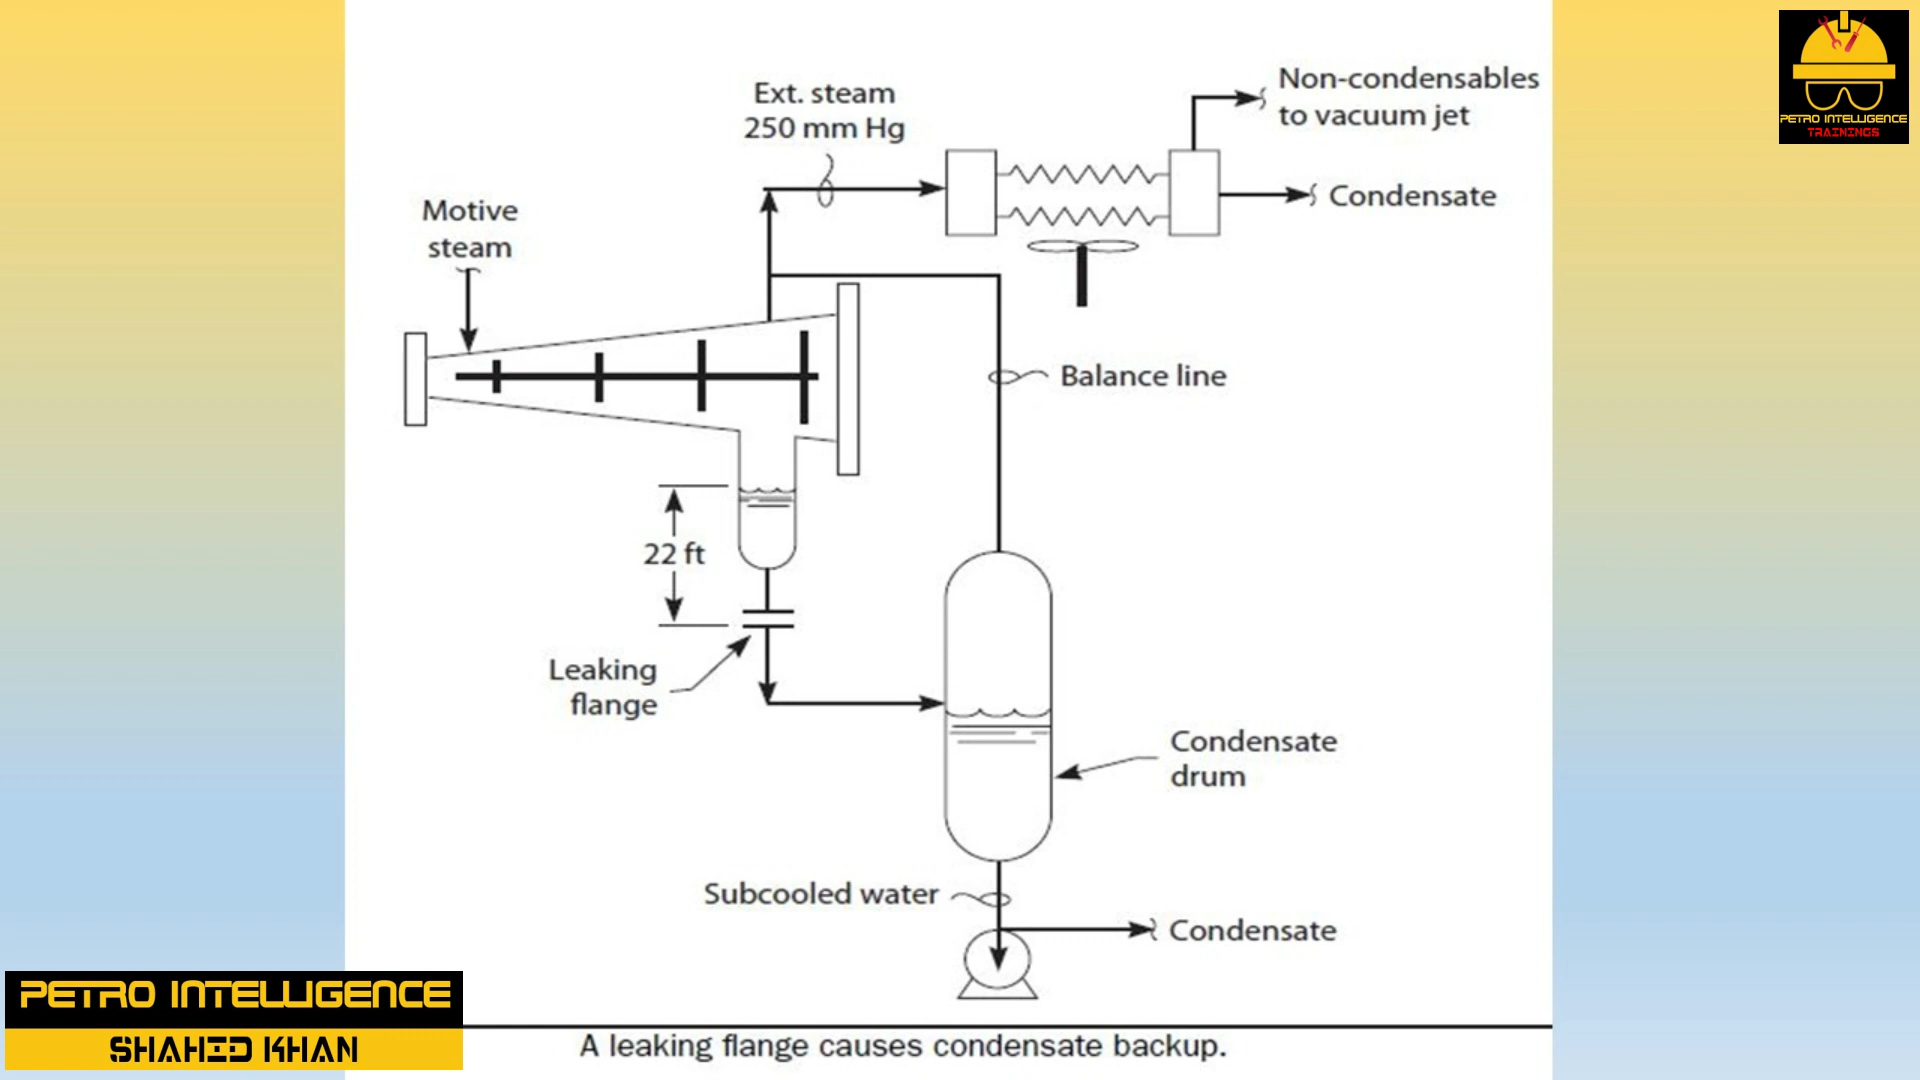 PETRO INTELLIGENCE
TRAININGS
Ext. steam
250 mm Hg
Non-condensables
to vacuum jet
Condensate
Motive
steam
Balance line
22 ft
Leaking
flange
Condensate
drum
Subcooled water
Condensate
PETRO INTELLIGENCE
SHAHID KHAN
A leaking flange causes condensate backup.